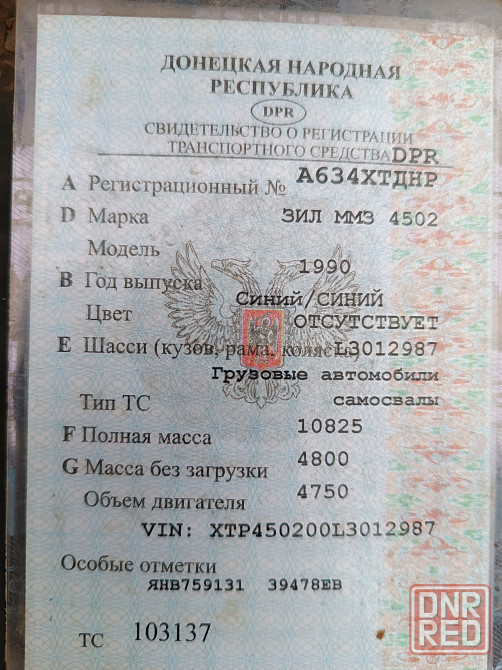 ДОНЕЦКАЯ НАРОДНАЯ
РЕСПУБЛИКА
DPR
СВИДЕТЕЛЬСТВО О РЕГИСТРАЦИИ
ТРАНСПОРТНОГО СРЕДСТВА DPR
A Регистрационный № А634ХТДНР
D Марка ЗИЛ ММЗ 4502
Модель
B Год выпуска 1990
Цвет Синий/СИНИЙ
ОТСУТСТВУЕТ
E Шасси (кузов, рама, коляска) L3012987
Грузовые автомобили
Тип ТС самосвалы
F Полная масса 10825
G Масса без загрузки 4800
Объем двигателя 4750
VIN: XTP450200L3012987
Особые отметки
ЯНВ759131 39478ЕВ
ТС 103137
DNR
RED